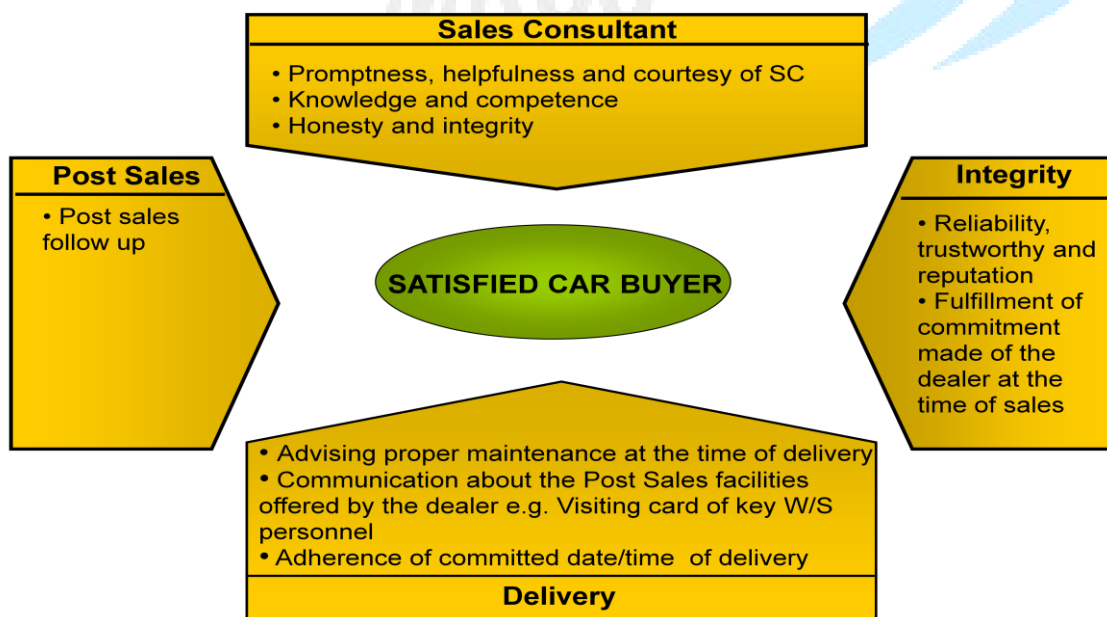 Sales Consultant
• Promptness, helpfulness and courtesy of SC
• Knowledge and competence
• Honesty and integrity
Post Sales
• Post sales
follow up
SATISFIED CAR BUYER
Integrity
• Reliability,
trustworthy and
reputation
• Fulfillment of
commitment
made of the
dealer at the
time of sales
• Advising proper maintenance at the time of delivery
• Communication about the Post Sales facilities
offered by the dealer e.g. Visiting card of key W/S
personnel
• Adherence of committed date/time of delivery
Delivery